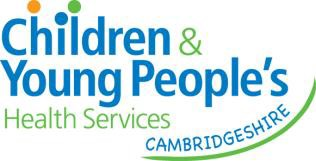 Children &
Young People's
Health Services
CAMBRIDGESHIRE